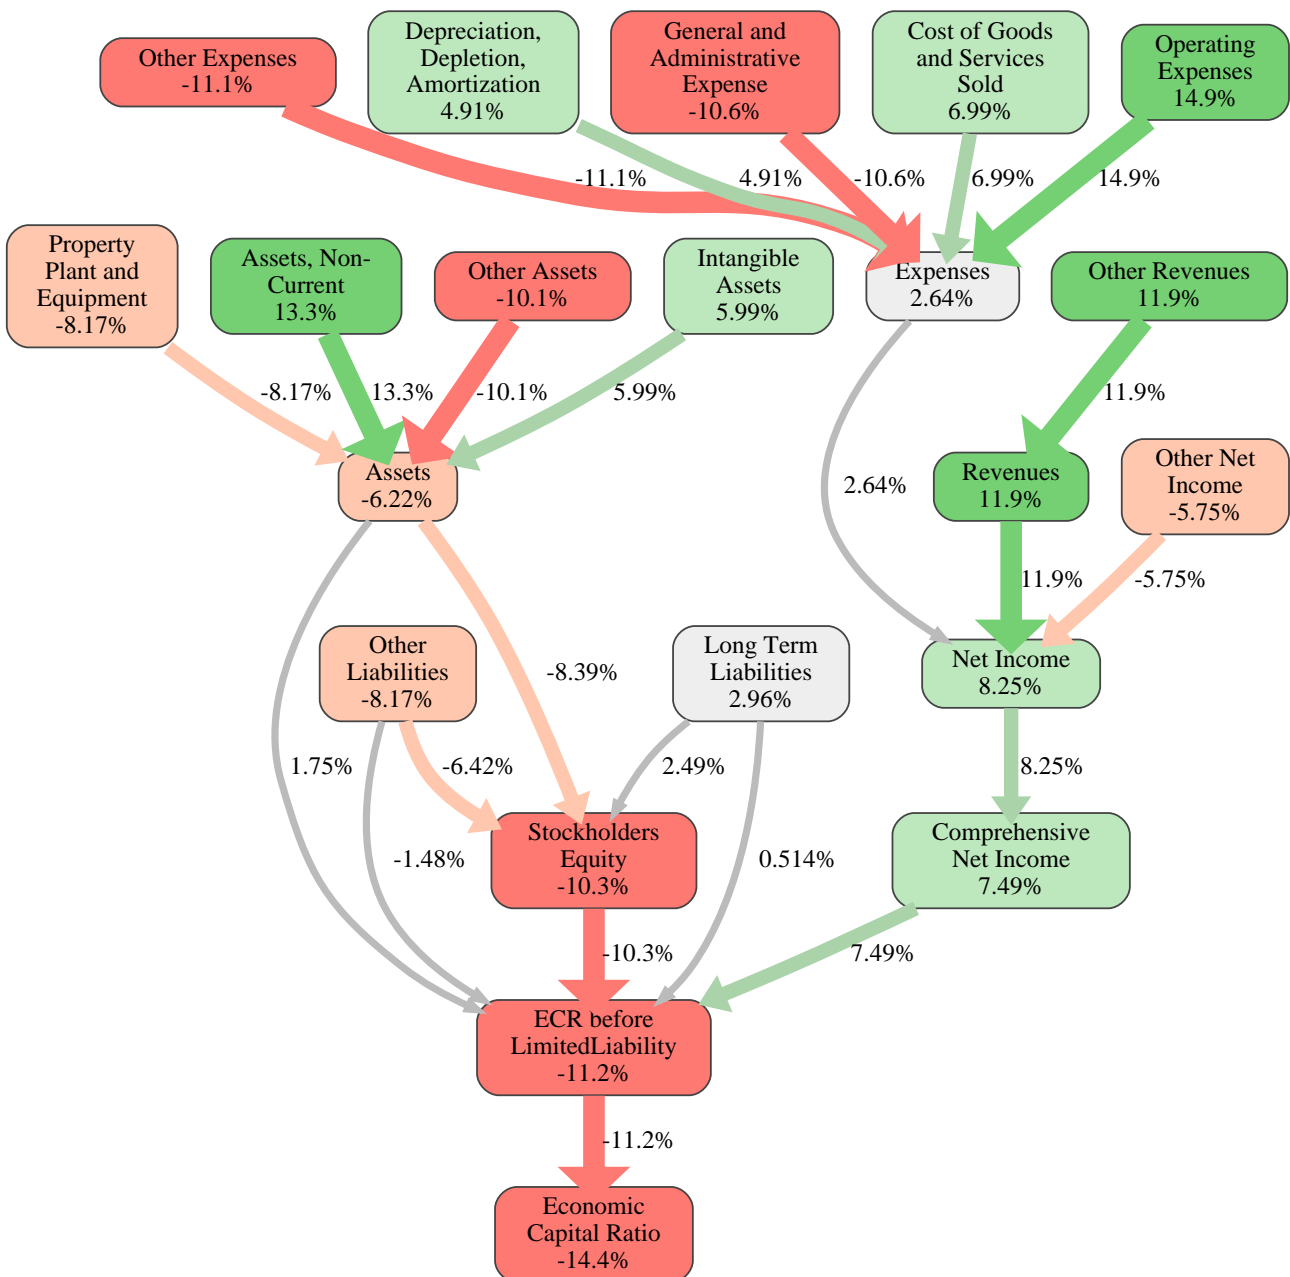 Other Expenses
-11.1%
Depreciation,
Depletion,
Amortization
4.91%
General and
Administrative
Expense
-10.6%
Cost of Goods
and Services
Sold
6.99%
Operating
Expenses
14.9%
-11.1%
4.91%
-10.6%
6.99%
14.9%
Property
Plant and
Equipment
-8.17%
Assets, Non-
Current
13.3%
Other Assets
-10.1%
Intangible
Assets
5.99%
Expenses
2.64%
Other Revenues
11.9%
-8.17%
13.3%
-10.1%
5.99%
11.9%
Assets
-6.22%
2.64%
Revenues
11.9%
Other Net
Income
-5.75%
11.9%
-5.75%
Other
Liabilities
-8.17%
-8.39%
Long Term
Liabilities
2.96%
Net Income
8.25%
1.75%
-6.42%
2.49%
8.25%
-1.48%
Stockholders
Equity
-10.3%
0.514%
Comprehensive
Net Income
7.49%
-10.3%
7.49%
ECR before
LimitedLiability
-11.2%
-11.2%
Economic
Capital Ratio
-14.4%